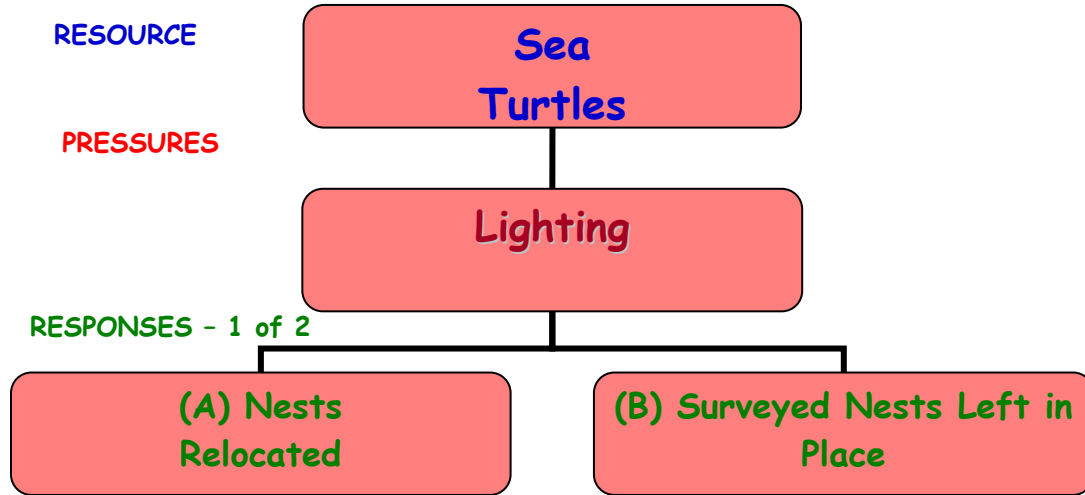 RESOURCE
Sea
Turtles
PRESSURES
Lighting
RESPONSES – 1 of 2
(A) Nests
Relocated
(B) Surveyed Nests Left in
Place